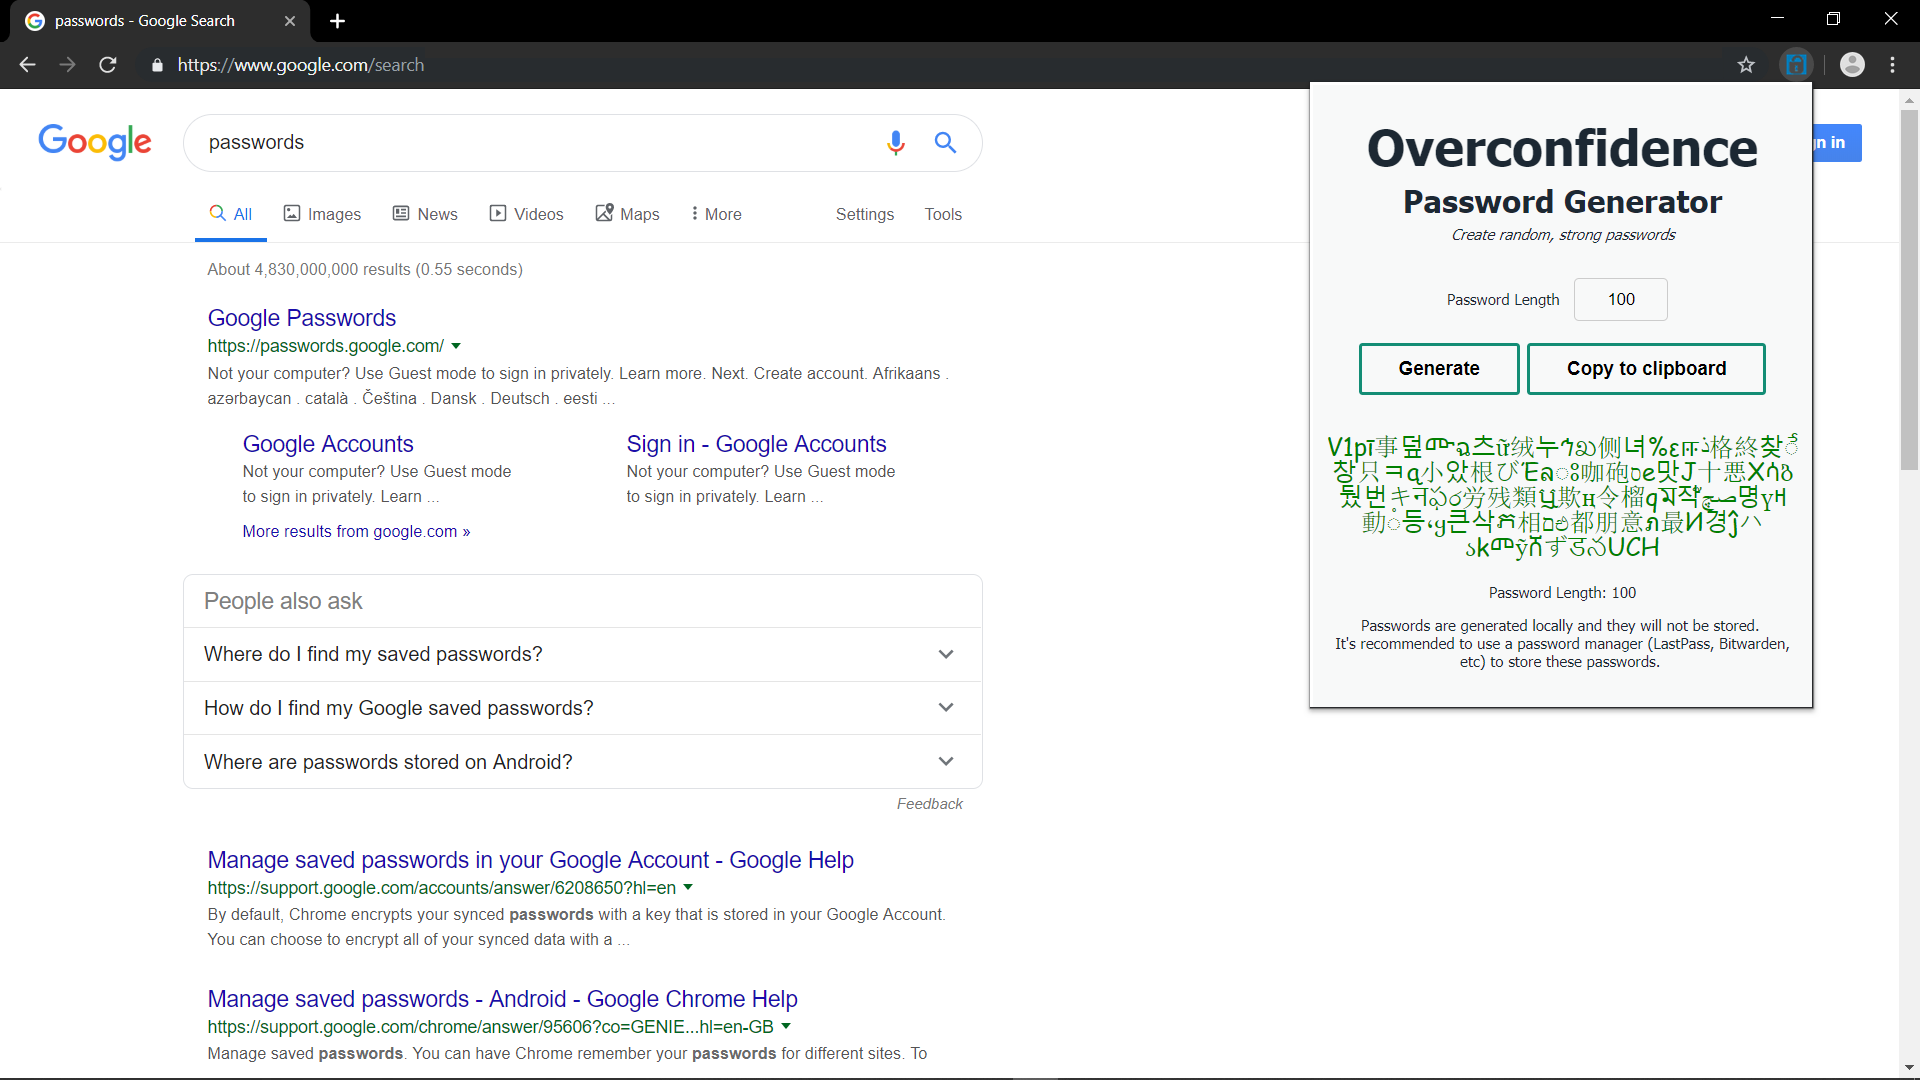 passwords - Google Search
https://www.google.com/search
Google
passwords
All Images News Videos Maps More Settings Tools
About 4,830,000,000 results (0.55 seconds)
Google Passwords
https://passwords.google.com/
Not your computer? Use Guest mode to sign in privately. Learn more. Next. Create account. Afrikaans .
azərbaycan . català . Čeština . Dansk . Deutsch . eesti ...
Google Accounts
Not your computer? Use Guest mode
to sign in privately. Learn ...
Sign in - Google Accounts
Not your computer? Use Guest mode
to sign in privately. Learn ...
More results from google.com »
People also ask
Where do I find my saved passwords?
How do I find my Google saved passwords?
Where are passwords stored on Android?
Feedback
Manage saved passwords in your Google Account - Google Help
https://support.google.com/accounts/answer/6208650?hl=en
By default, Chrome encrypts your synced passwords with a key that is stored in your Google Account.
You can choose to encrypt all of your synced data with a ...
Manage saved passwords - Android - Google Chrome Help
https://support.google.com/chrome/answer/95606?co=GENIE...hl=en-GB
Manage saved passwords. You can have Chrome remember your passwords for different sites. To
in
Overconfidence
Password Generator
Create random, strong passwords
Password Length 100
Generate
Copy to clipboard
Password Length: 100
Passwords are generated locally and they will not be stored.
It's recommended to use a password manager (LastPass, Bitwarden,
etc) to store these passwords.